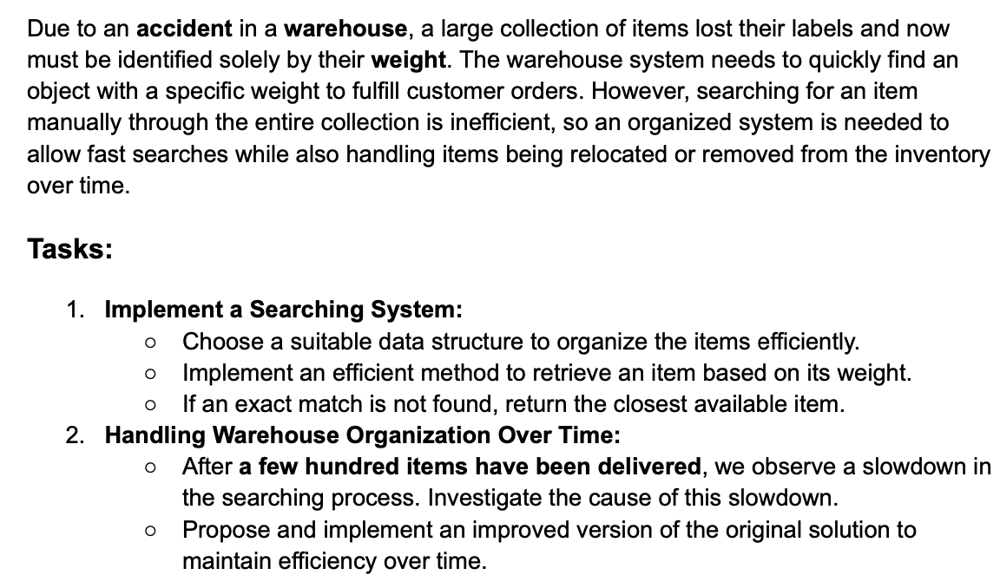 Due to an accident in a warehouse, a large collection of items lost their labels and now
must be identified solely by their weight. The warehouse system needs to quickly find an
object with a specific weight to fulfill customer orders. However, searching for an item
manually through the entire collection is inefficient, so an organized system is needed to
allow fast searches while also handling items being relocated or removed from the inventory
over time.
Tasks:
1. Implement a Searching System:
○ Choose a suitable data structure to organize the items efficiently.
○ Implement an efficient method to retrieve an item based on its weight.
○ If an exact match is not found, return the closest available item.
2. Handling Warehouse Organization Over Time:
○ After a few hundred items have been delivered, we observe a slowdown in
the searching process. Investigate the cause of this slowdown.
○ Propose and implement an improved version of the original solution to
maintain efficiency over time.